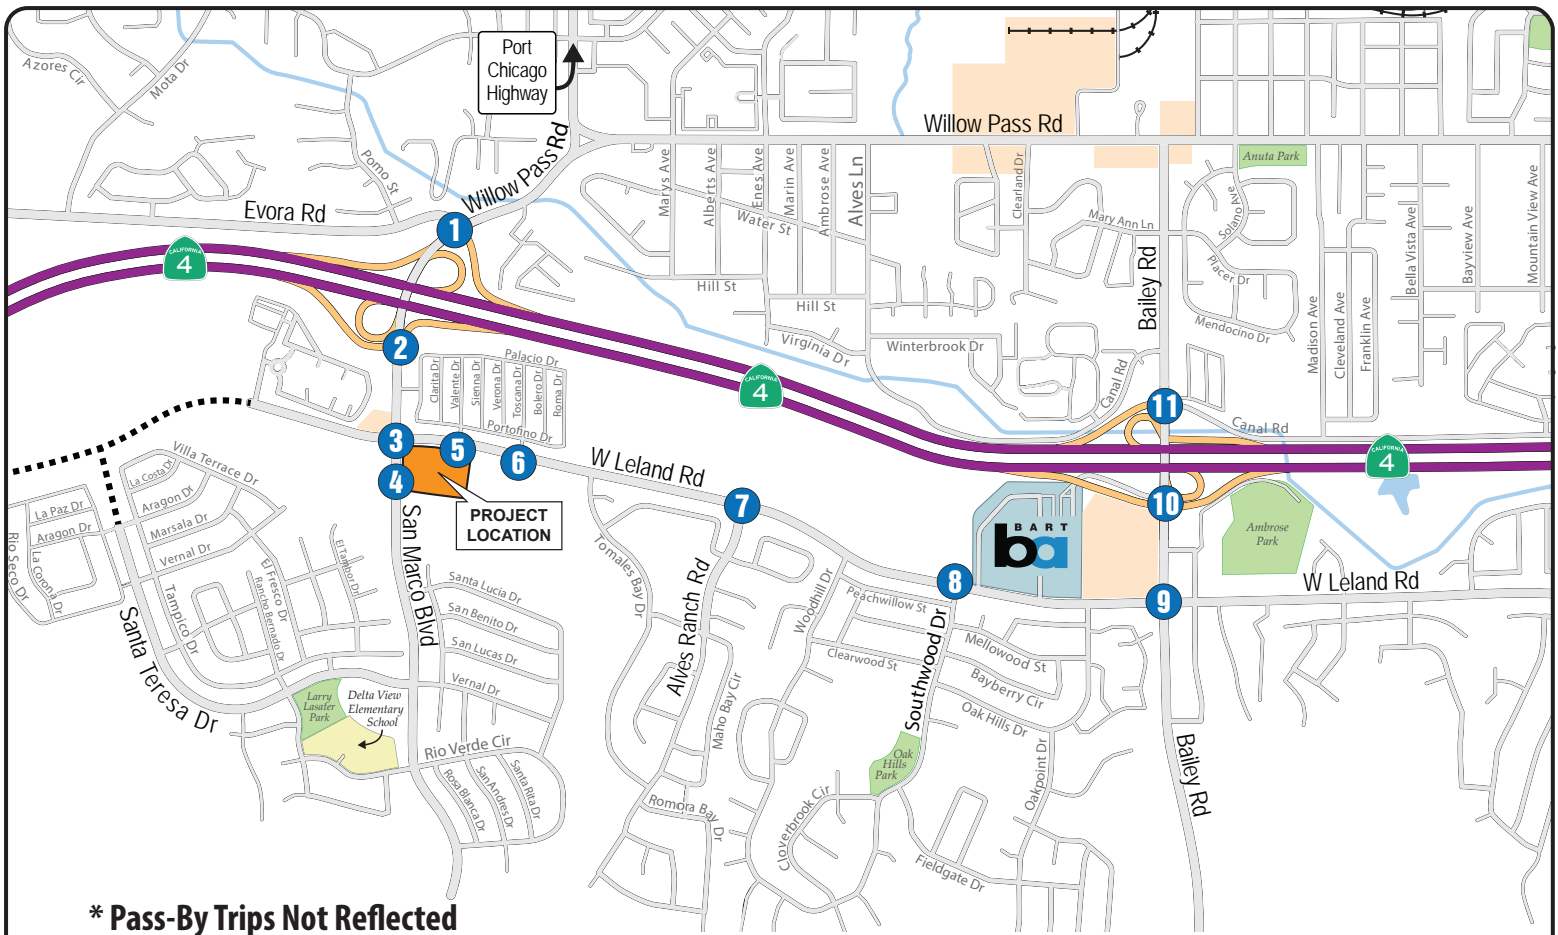 Port
Chicago
Highway
Azores Cir
Mota Dr
Pomo St
Willow Pass Rd
Willow Pass Rd
Evora Rd
1
CALIFORNIA
4
Marys Ave
Alberts Ave
Enes Ave
Marin Ave
Ambrose Ave
Alves Ln
Water St
Hill St
Hill St
Virginia Dr
Winterbrook Dr
Clearland Dr
Mary Ann Ln
Bailey Rd
Anuta Park
Solano Ave
Placer Dr
Mendocino Dr
Madison Ave
Cleveland Ave
Franklin Ave
Bella Vista Ave
Bayview Ave
Mountain View Ave
2
Palacio Dr
Clarita Dr
Valente Dr
Sienna Dr
Verona Dr
Toscana Dr
Bolero Dr
Roma Dr
Portofino Dr
CALIFORNIA
4
Canal Rd
11
Canal Rd
CALIFORNIA
4
3
5
6
4
W Leland Rd
7
PROJECT
LOCATION
10
BART
ba
Ambrose
Park
8
9
W Leland Rd
Villa Terrace Dr
La Costa Dr
Aragon Dr
Marsala Dr
Vernal Dr
La Paz Dr
Aragon Dr
Rio Seco Dr
La Corona Dr
Santa Teresa Dr
Tampico Dr
El Fresco Dr
Rancho Bernado Dr
El Tambor Dr
San Marco Blvd
Santa Lucia Dr
San Benito Dr
San Lucas Dr
Vernal Dr
Larry
Lasater
Park
Delta View
Elementary
School
Rio Verde Cir
Rosa Blanca Dr
San Andres Dr
Santa Rita Dr
Tomales Bay Dr
Alves Ranch Rd
Maho Bay Cir
Romora Bay Dr
Woodhill Dr
Peachwillow St
Clearwood St
Southwood Dr
Mellowood St
Bayberry Cir
Oak Hills Dr
Oakpoint Dr
Oak
Hills
Park
Cloverbrook Cir
Fieldgate Dr
Bailey Rd
* Pass-By Trips Not Reflected